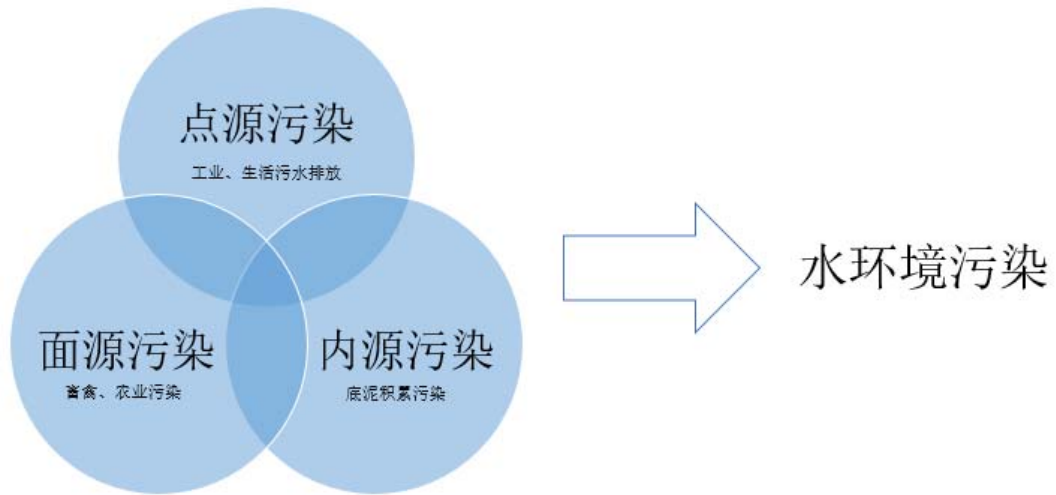 点源污染
工业、生活污水排放
水环境污染
面源污染
畜禽、农业污染
内源污染
底泥积累污染